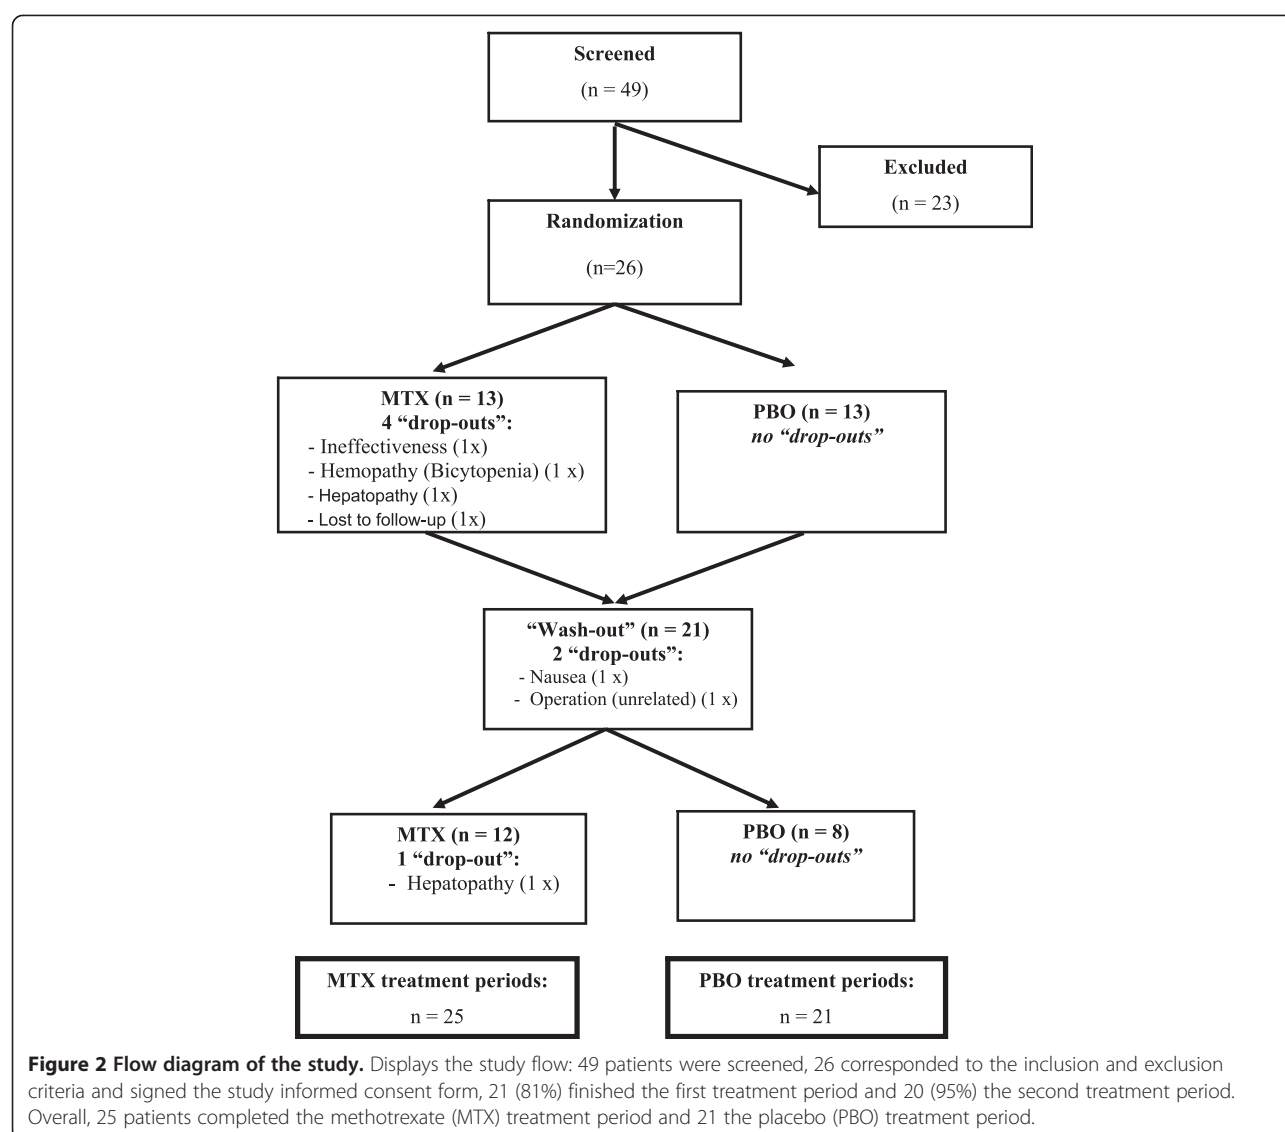 Screened
(n = 49)
Excluded
(n = 23)
Randomization
(n=26)
MTX (n = 13)
4 “drop-outs”:
- Ineffectiveness (1x)
- Hemopathy (Bicytopenia) (1 x)
- Hepatopathy (1x)
- Lost to follow-up (1x)
PBO (n = 13)
no “drop-outs”
“Wash-out” (n = 21)
2 “drop-outs”:
- Nausea (1 x)
- Operation (unrelated) (1 x)
MTX (n = 12)
1 “drop-out”:
- Hepatopathy (1 x)
PBO (n = 8)
no “drop-outs”
MTX treatment periods:
n = 25
PBO treatment periods:
n = 21
Figure 2 Flow diagram of the study. Displays the study flow: 49 patients were screened, 26 corresponded to the inclusion and exclusion
criteria and signed the study informed consent form, 21 (81%) finished the first treatment period and 20 (95%) the second treatment period.
Overall, 25 patients completed the methotrexate (MTX) treatment period and 21 the placebo (PBO) treatment period.